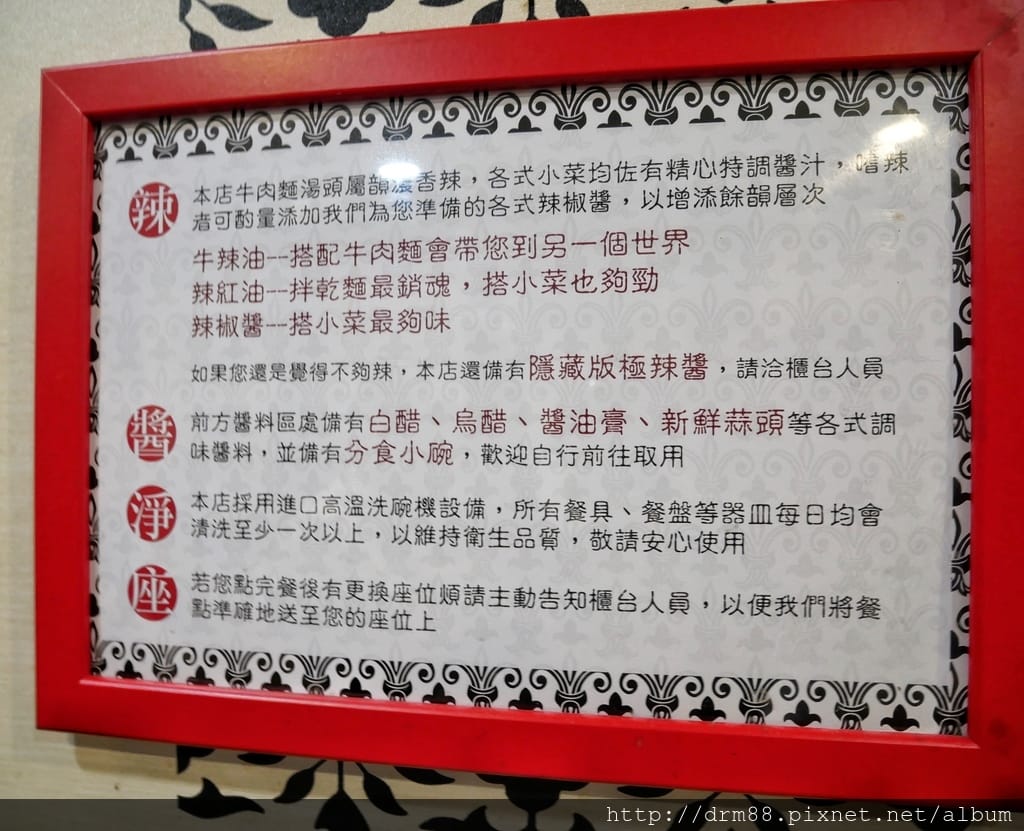 辣
本店牛肉麵湯頭屬韻濃香辣，各式小菜均佐有精心特調醬汁，嗜辣
者可酌量添加我們為您準備的各式辣椒醬，以增添餘韻層次
牛辣油---搭配牛肉麵會帶您到另一個世界
辣紅油---拌乾麵最銷魂，搭小菜也夠勁
辣椒醬---搭小菜最夠味
如果您還是覺得不夠辣，本店還備有隱藏版極辣醬，請洽櫃台人員
醬
前方醬料區處備有白醋、烏醋、醬油膏、新鮮蒜頭等各式調
味醬料，並備有分食小碗，歡迎自行前往取用
淨
本店採用進口高溫洗碗機設備，所有餐具、餐盤等器皿每日均會
清洗至少一次以上，以維持衛生品質，敬請安心使用
座
若您點完餐後有更換座位煩請主動告知櫃台人員，以便我們將餐
點準確地送至您的座位上
http://drm88.pixnet.net/album